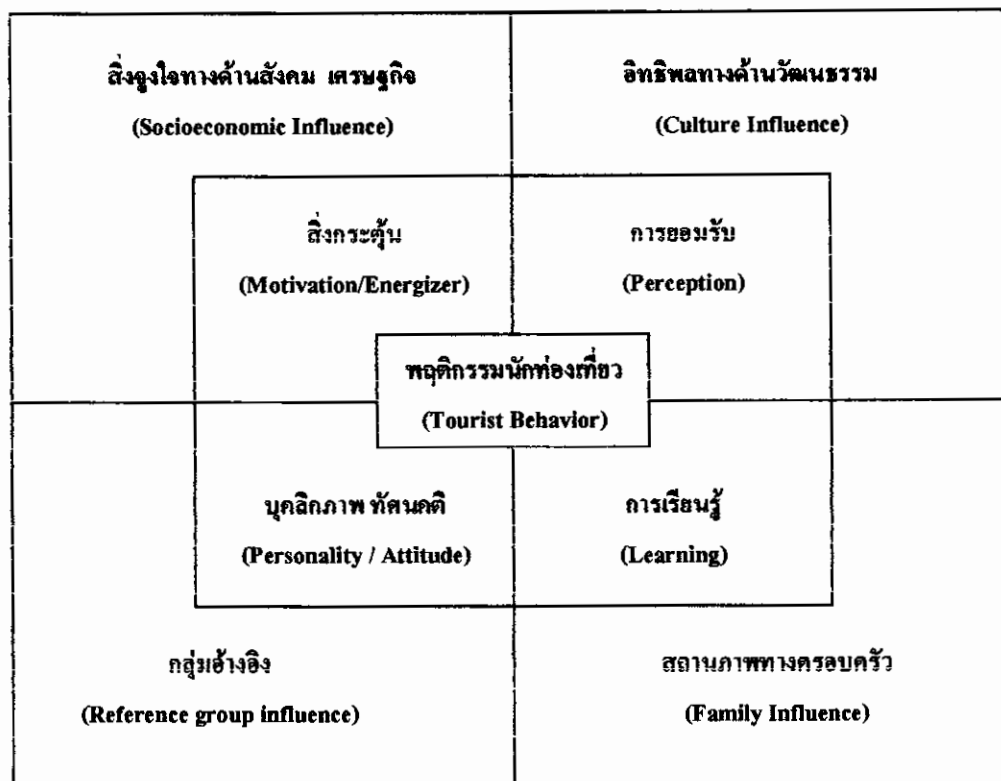 สิ่งจูงใจทางด้านสังคม เศรษฐกิจ
(Socioeconomic Influence)
อิทธิพลทางด้านวัฒนธรรม
(Culture Influence)
สิ่งกระตุ้น
(Motivation/Energizer)
การยอมรับ
(Perception)
พฤติกรรมนักท่องเที่ยว
(Tourist Behavior)
บุคลิกภาพ ทัศนคติ
(Personality / Attitude)
การเรียนรู้
(Learning)
กลุ่มอ้างอิง
(Reference group influence)
สถานภาพทางครอบครัว
(Family Influence)